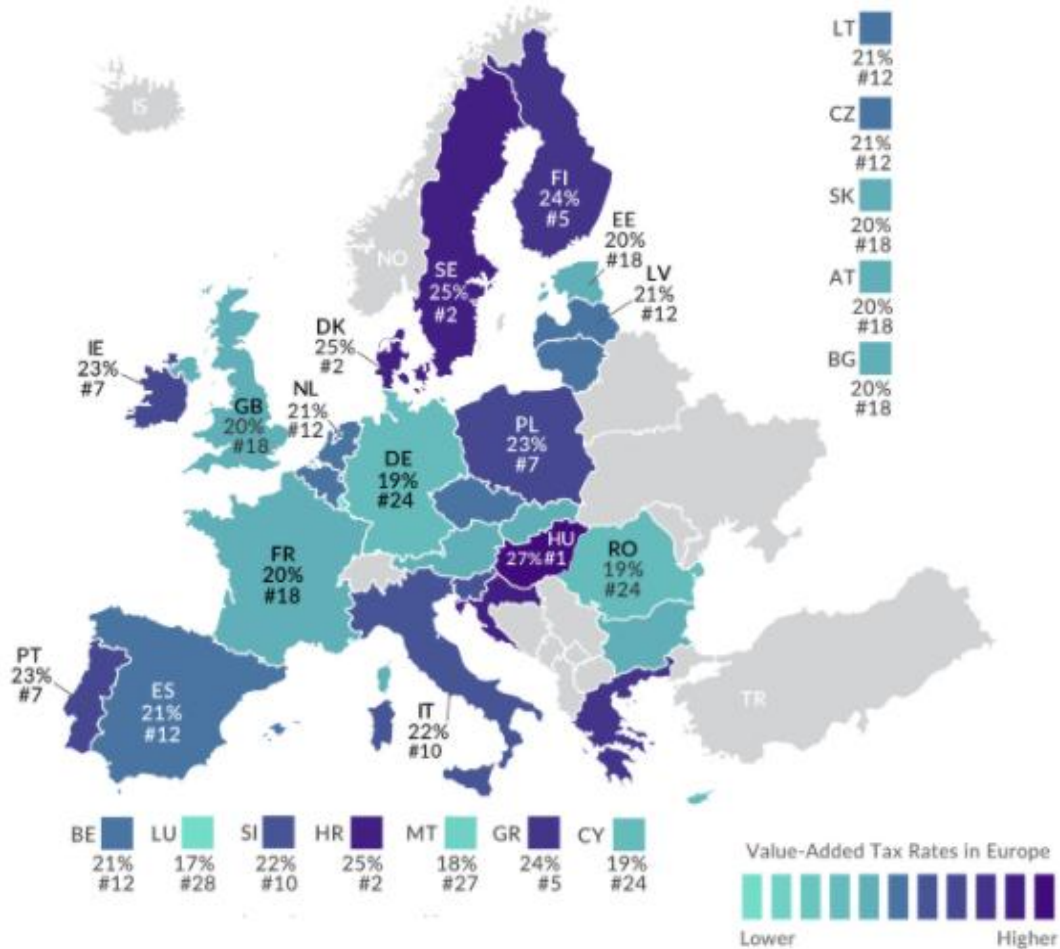 IS
NO
SE
25%
#2
FI
24%
#5
EE
20%
#18
LV
21%
#12
DK
25%
#2
IE
23%
#7
GB
20%
#18
NL
21%
#12
DE
19%
#24
PL
23%
#7
FR
20%
#18
HU
27%#1
RO
19%
#24
PT
23%
#7
ES
21%
#12
IT
22%
#10
TR
LT
21%
#12
CZ
21%
#12
SK
20%
#18
AT
20%
#18
BG
20%
#18
BE
21%
#12
LU
17%
#28
SI
22%
#10
HR
25%
#2
MT
18%
#27
GR
24%
#5
CY
19%
#24
Value-Added Tax Rates in Europe
Lower
Higher